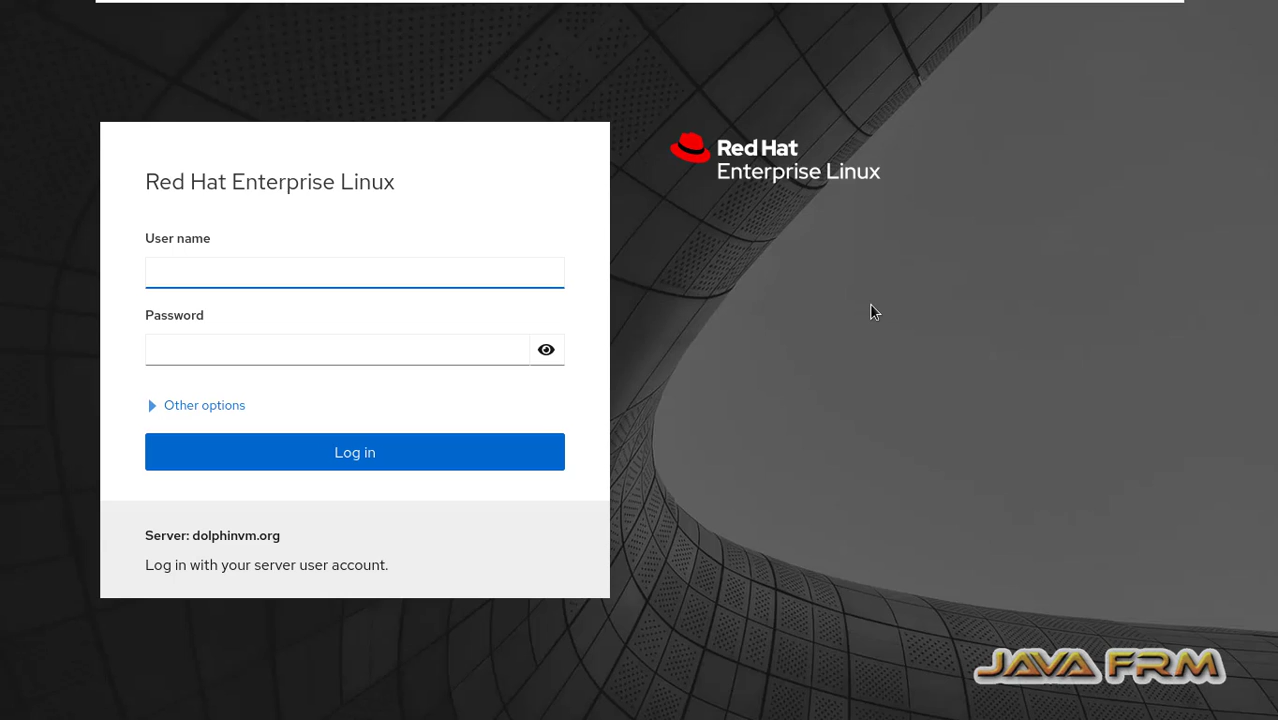 Red Hat
Enterprise Linux
Red Hat Enterprise Linux
User name
Password
Other options
Log in
Server: dolphinvm.org
Log in with your server user account.
JAVA FRM